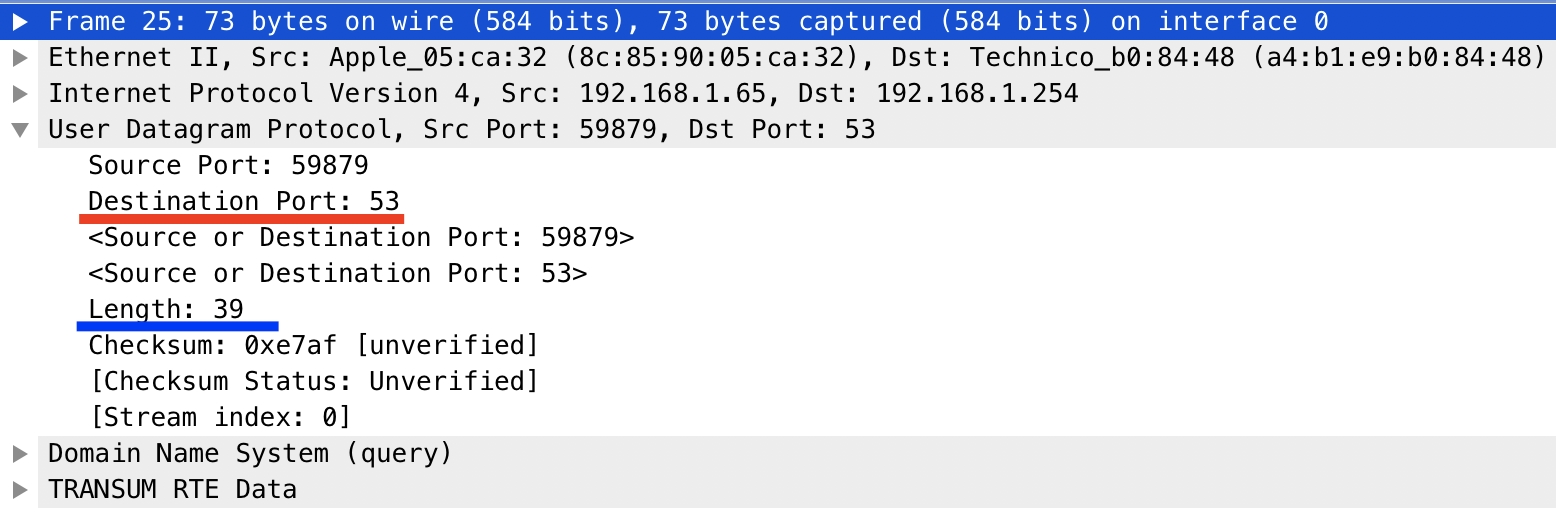 Frame 25: 73 bytes on wire (584 bits), 73 bytes captured (584 bits) on interface 0
Ethernet II, Src: Apple_05:ca:32 (8c:85:90:05:ca:32), Dst: Technico_b0:84:48 (a4:b1:e9:b0:84:48)
Internet Protocol Version 4, Src: 192.168.1.65, Dst: 192.168.1.254
User Datagram Protocol, Src Port: 59879, Dst Port: 53
Source Port: 59879
Destination Port: 53
<Source or Destination Port: 59879>
<Source or Destination Port: 53>
Length: 39
Checksum: 0xe7af [unverified]
[Checksum Status: Unverified]
[Stream index: 0]
Domain Name System (query)
TRANSUM RTE Data